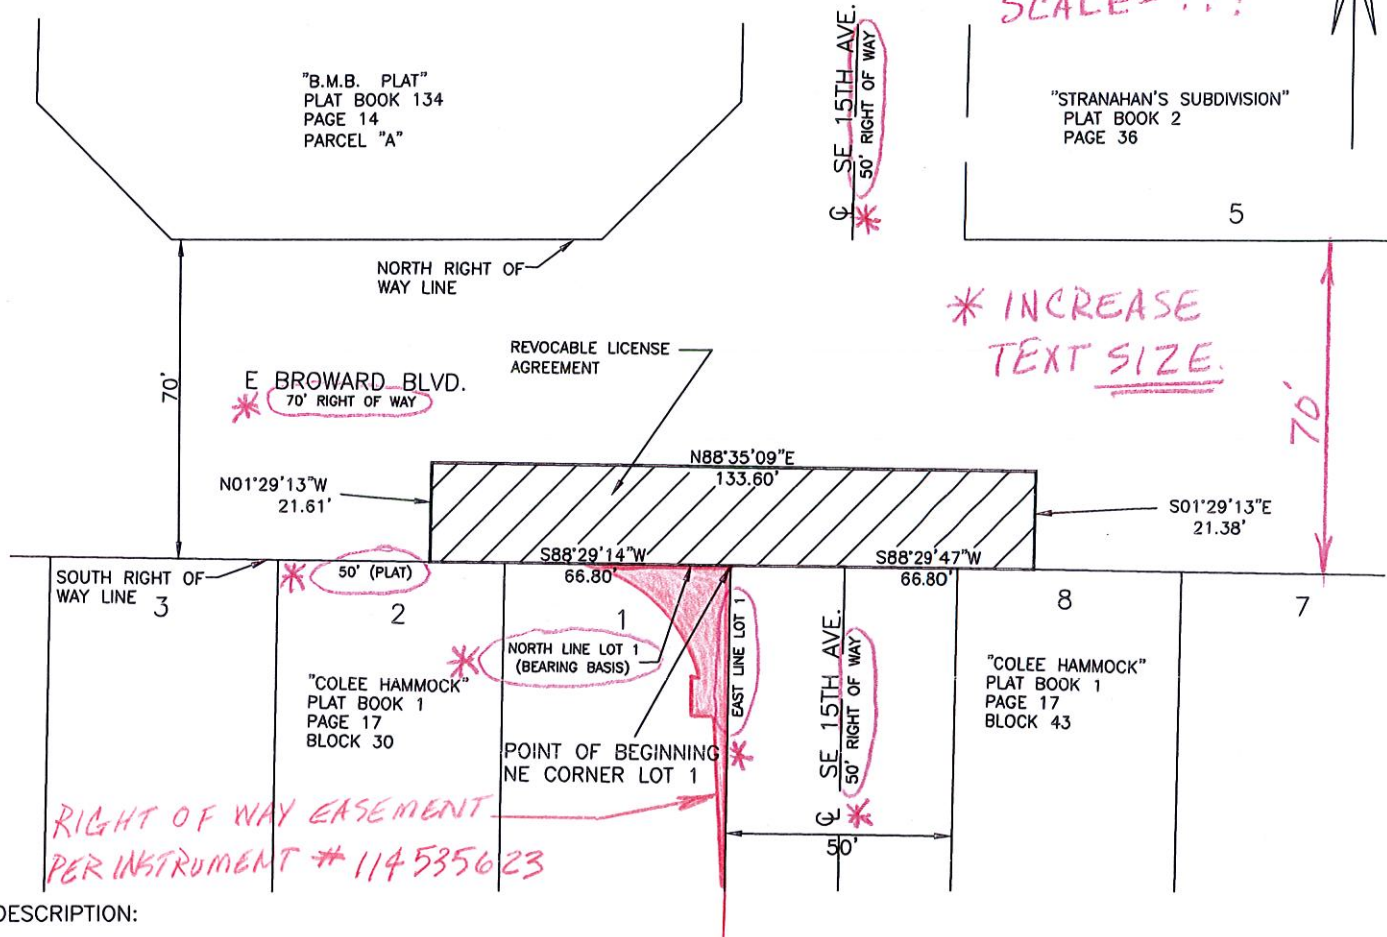 SCALE = ???
"B.M.B. PLAT"
PLAT BOOK 134
PAGE 14
PARCEL "A"
℄ SE 15TH AVE.
50' RIGHT OF WAY
*
"STRANAHAN'S SUBDIVISION"
PLAT BOOK 2
PAGE 36
5
NORTH RIGHT OF
WAY LINE
* INCREASE
TEXT SIZE.
70'
70'
REVOCABLE LICENSE
AGREEMENT
E BROWARD BLVD.
* 70' RIGHT OF WAY
N88°35'09"E
133.60'
N01°29'13"W
21.61'
S01°29'13"E
21.38'
S88°29'14"W
66.80'
S88°29'47"W
66.80'
SOUTH RIGHT OF
WAY LINE
* 50' (PLAT)
3
2
1
8
7
* NORTH LINE LOT 1
(BEARING BASIS)
EAST LINE LOT 1
*
℄ SE 15TH AVE.
50' RIGHT OF WAY
*
"COLEE HAMMOCK"
PLAT BOOK 1
PAGE 17
BLOCK 30
"COLEE HAMMOCK"
PLAT BOOK 1
PAGE 17
BLOCK 43
POINT OF BEGINNING
NE CORNER LOT 1
RIGHT OF WAY EASEMENT
PER INSTRUMENT # 114535623
50'
DESCRIPTION: